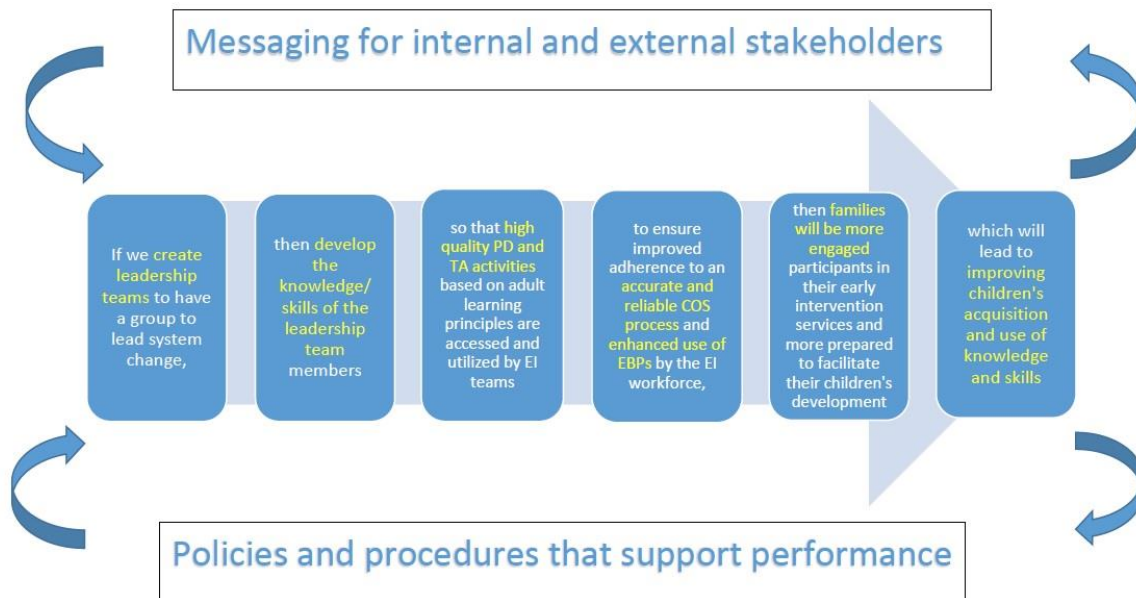 Messaging for internal and external stakeholders
If we create
leadership
teams to have
a group to
lead system
change,
then develop
the
knowledge/
skills of the
leadership
team
members
so that high
quality PD and
TA activities
based on adult
learning
principles are
accessed and
utilized by EI
teams
to ensure
improved
adherence to an
accurate and
reliable COS
process and
enhanced use of
EBPs by the EI
workforce,
then families
will be more
engaged
participants in
their early
intervention
services and
more prepared
to facilitate
their children's
development
which will
lead to
improving
children's
acquisition
and use of
knowledge
and skills
Policies and procedures that support performance